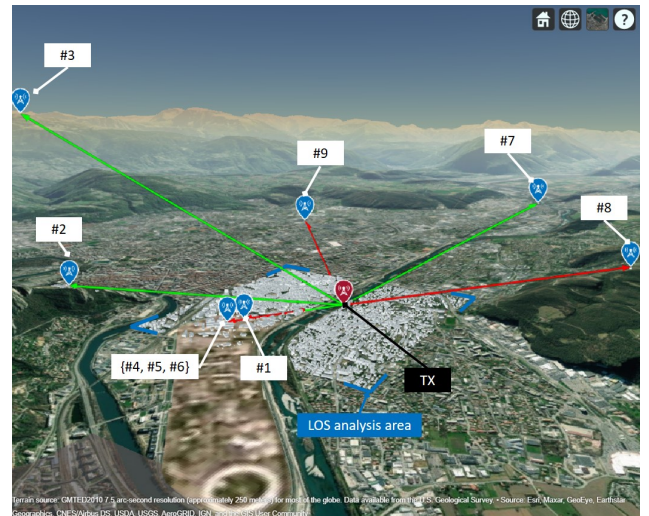 ?
#3
#9
#7
#8
#2
{#4, #5, #6}
#1
TX
LOS analysis area
Terrain source: GMTED2010 7.5 arc-second resolution (approximately 250 meters) for most of the globe. Data available from the U.S. Geological Survey. • Source: Esri, Maxar, GeoEye, Earthstar
Geographics, CNES/Airbus DS, USDA, USGS, AeroGRID, IGN, and the GIS User Community